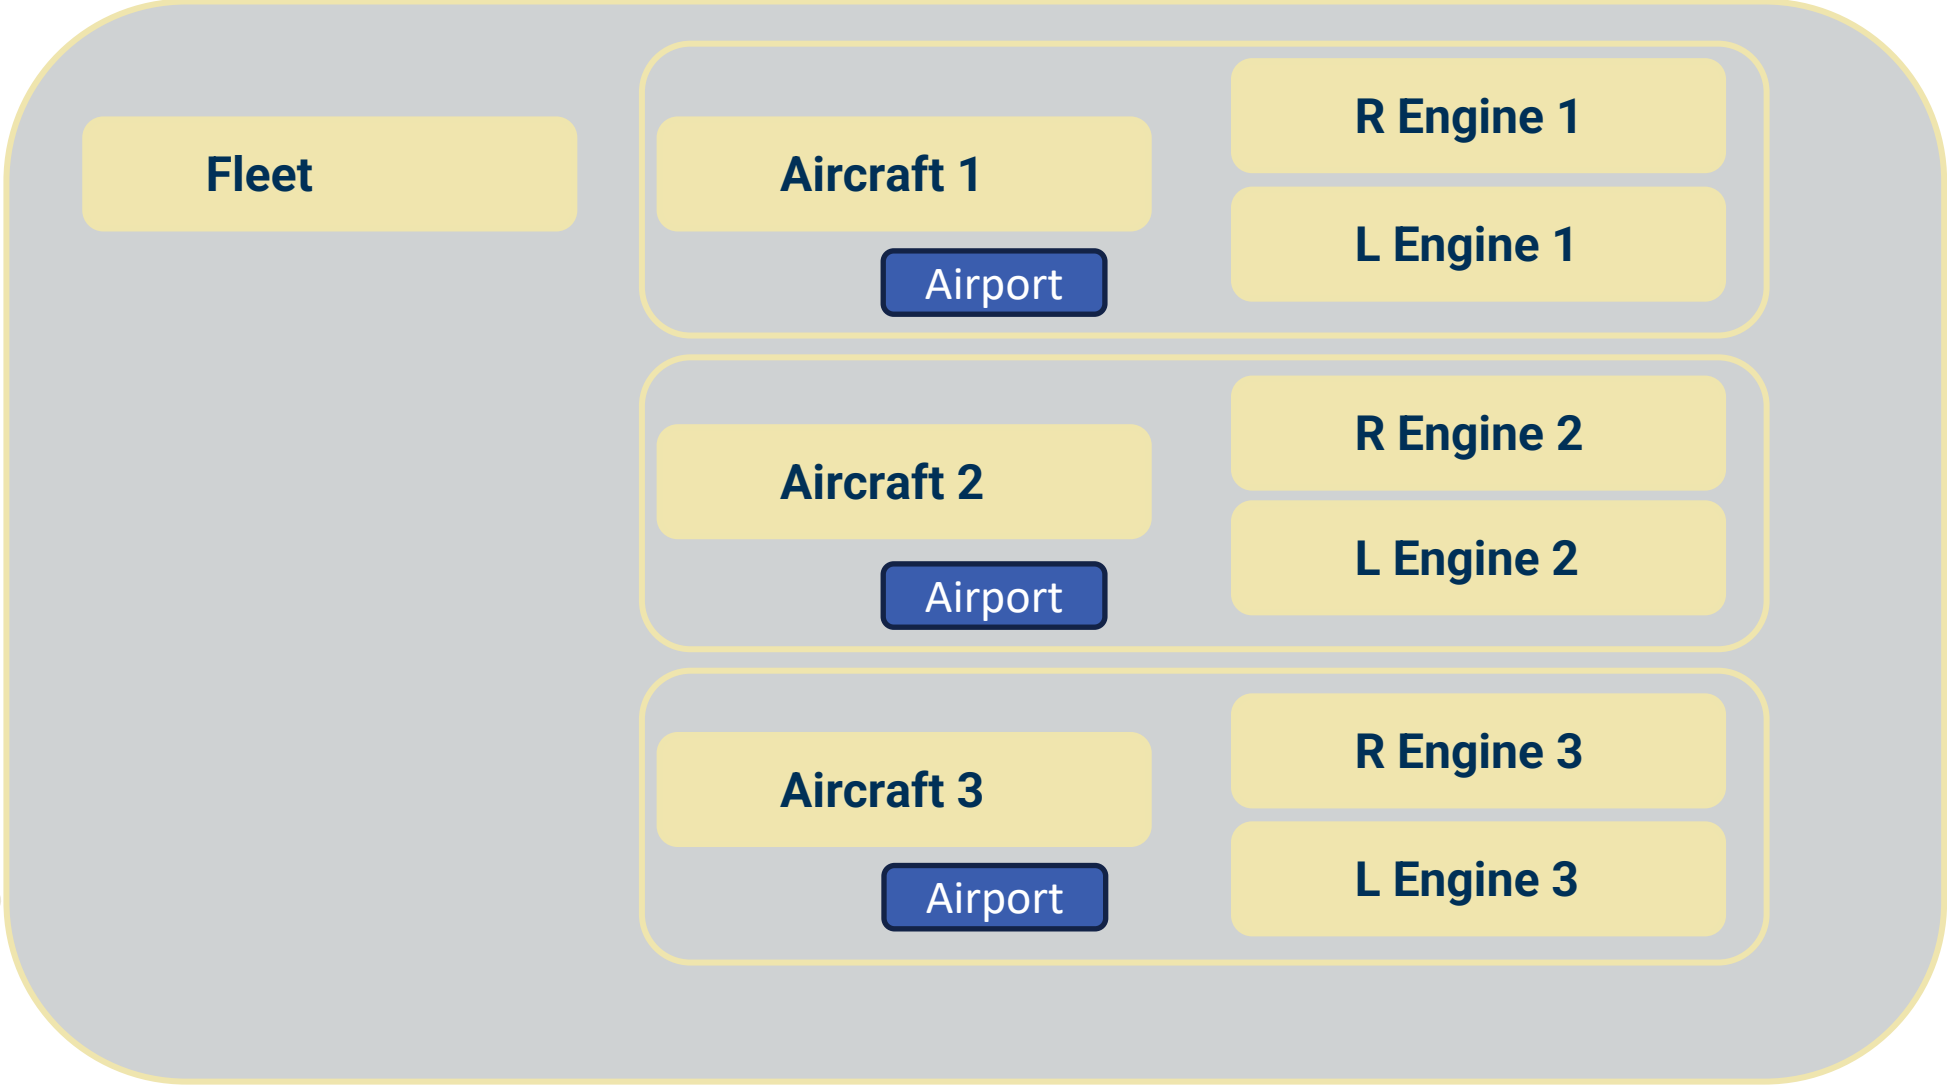 Fleet
Aircraft 1
R Engine 1
L Engine 1
Airport
Aircraft 2
R Engine 2
L Engine 2
Airport
Aircraft 3
R Engine 3
L Engine 3
Airport